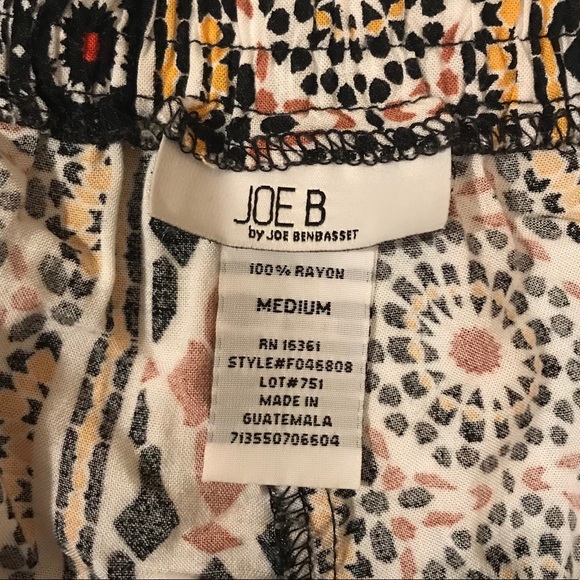 JOE B
by JOE BENBASSET
100% RAYON
MEDIUM
RN 16361
STYLE#F046808
LOT#751
MADE IN
GUATEMALA
713550706604